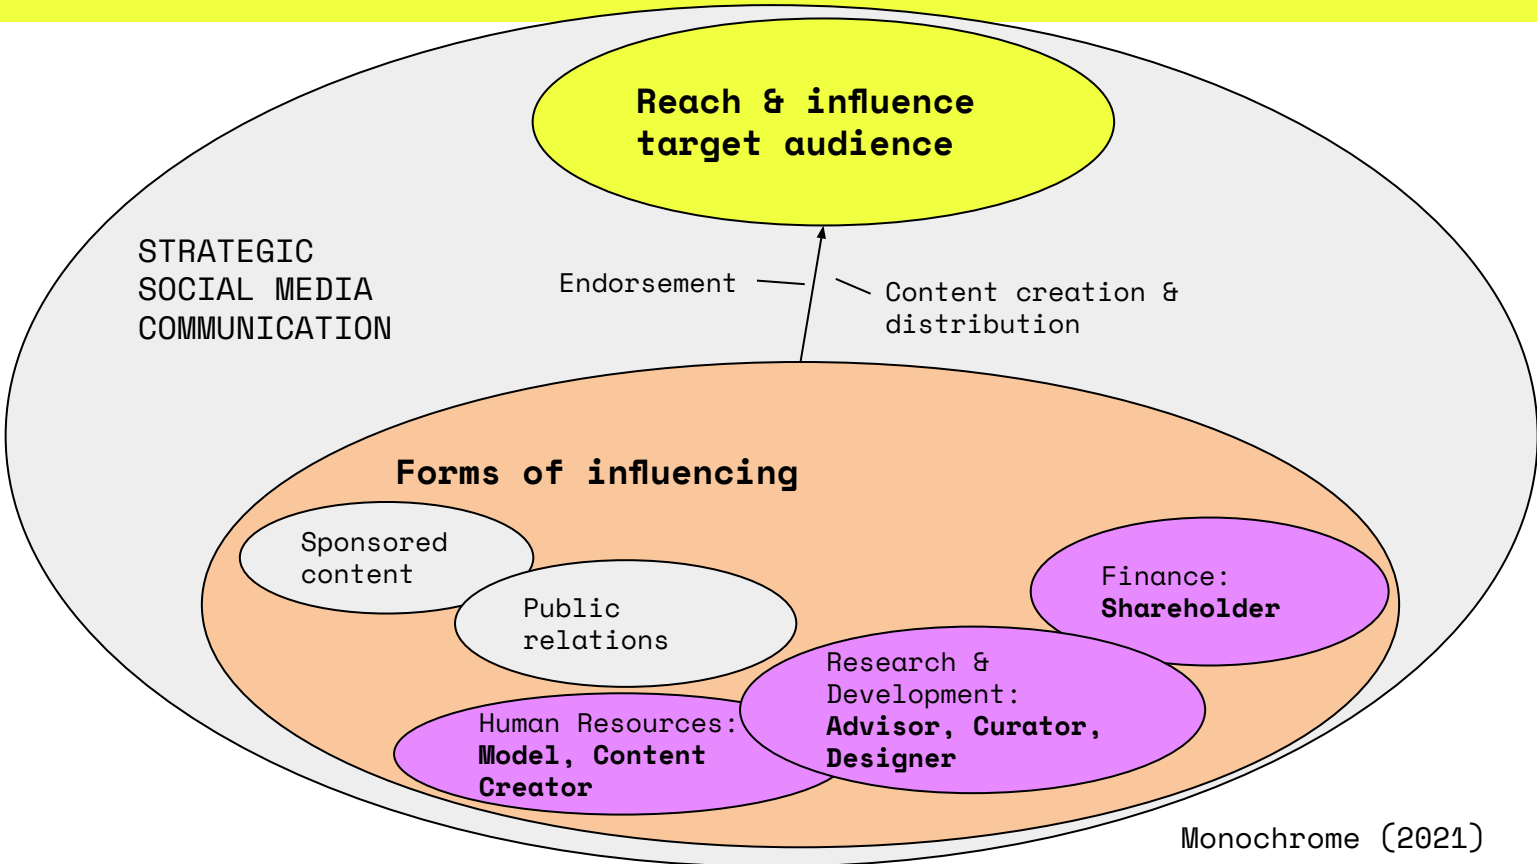 Reach & influence
target audience
STRATEGIC
SOCIAL MEDIA
COMMUNICATION
Endorsement
Content creation &
distribution
Forms of influencing
Sponsored
content
Public
relations
Finance:
Shareholder
Research &
Development:
Advisor, Curator,
Designer
Human Resources:
Model, Content
Creator
Monochrome (2021)